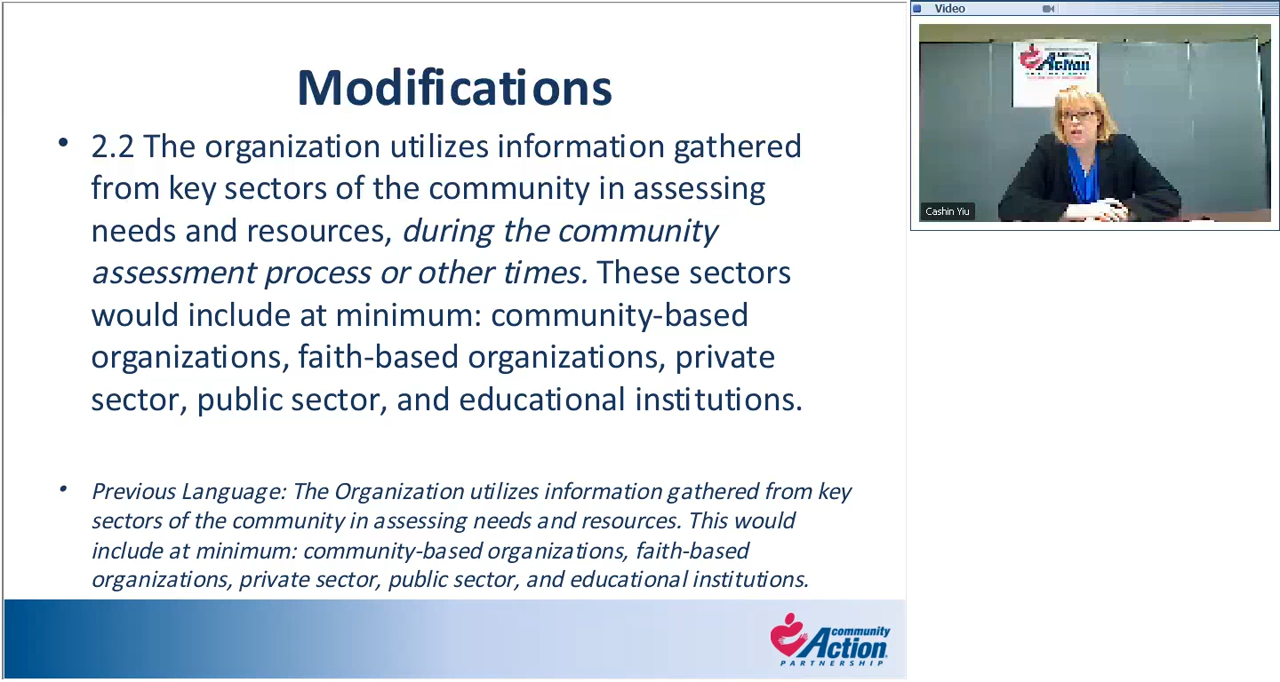 Modifications
• 2.2 The organization utilizes information gathered
from key sectors of the community in assessing
needs and resources, during the community
assessment process or other times. These sectors
would include at minimum: community-based
organizations, faith-based organizations, private
sector, public sector, and educational institutions.
• Previous Language: The Organization utilizes information gathered from key
sectors of the community in assessing needs and resources. This would
include at minimum: community-based organizations, faith-based
organizations, private sector, public sector, and educational institutions.
community
Action
PARTNERSHIP
Video
Action
Cashin Yiu